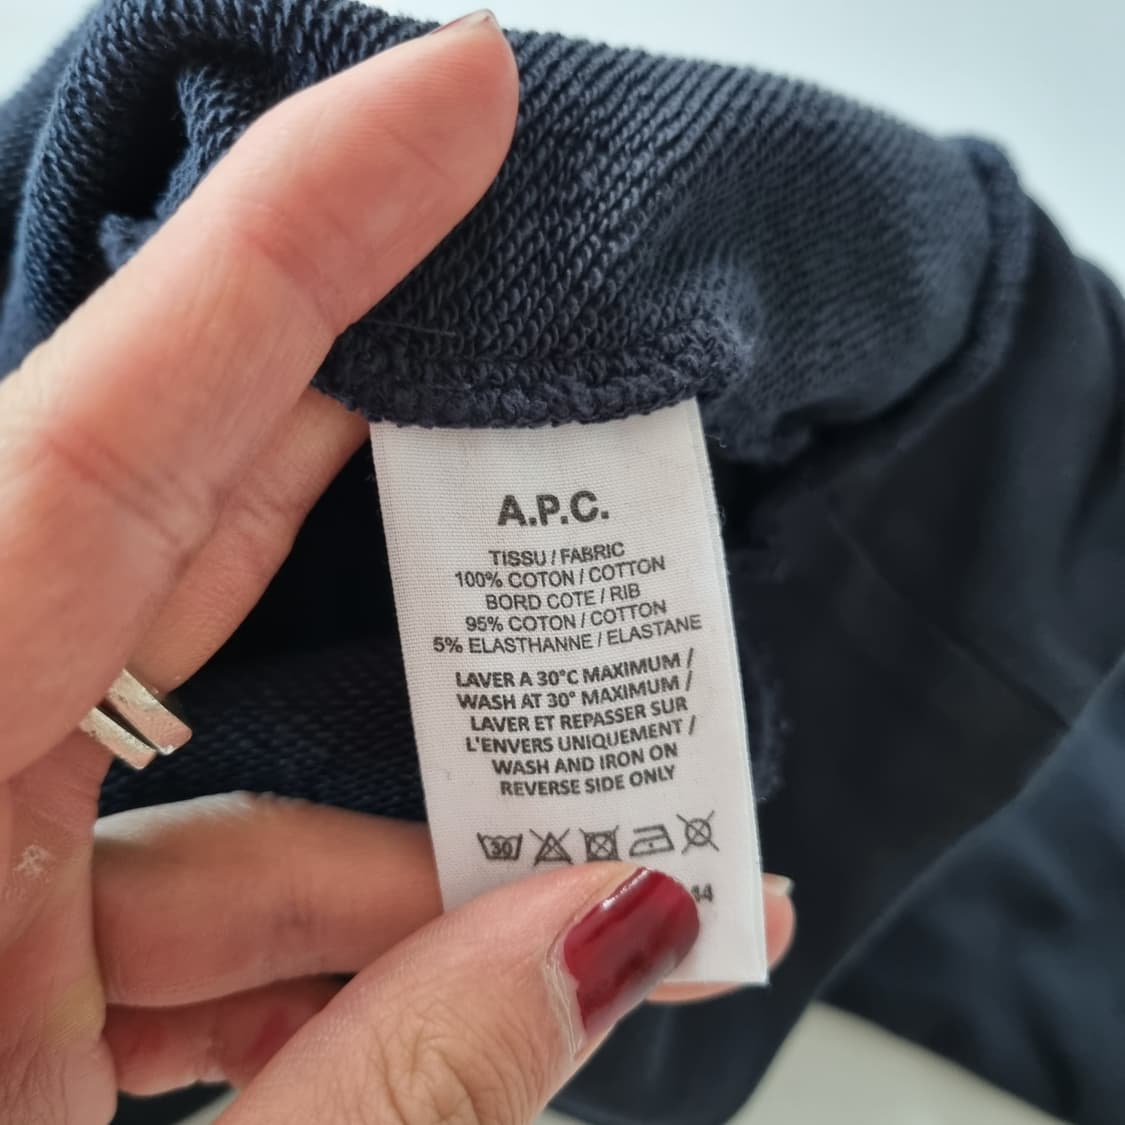 A.P.C.
TISSU / FABRIC
100% COTON / COTTON
BORD COTE / RIB
95% COTON / COTTON
5% ELASTHANNE / ELASTANE
LAVER A 30°C MAXIMUM /
WASH AT 30° MAXIMUM /
LAVER ET REPASSER SUR
L'ENVERS UNIQUEMENT /
WASH AND IRON ON
REVERSE SIDE ONLY
30